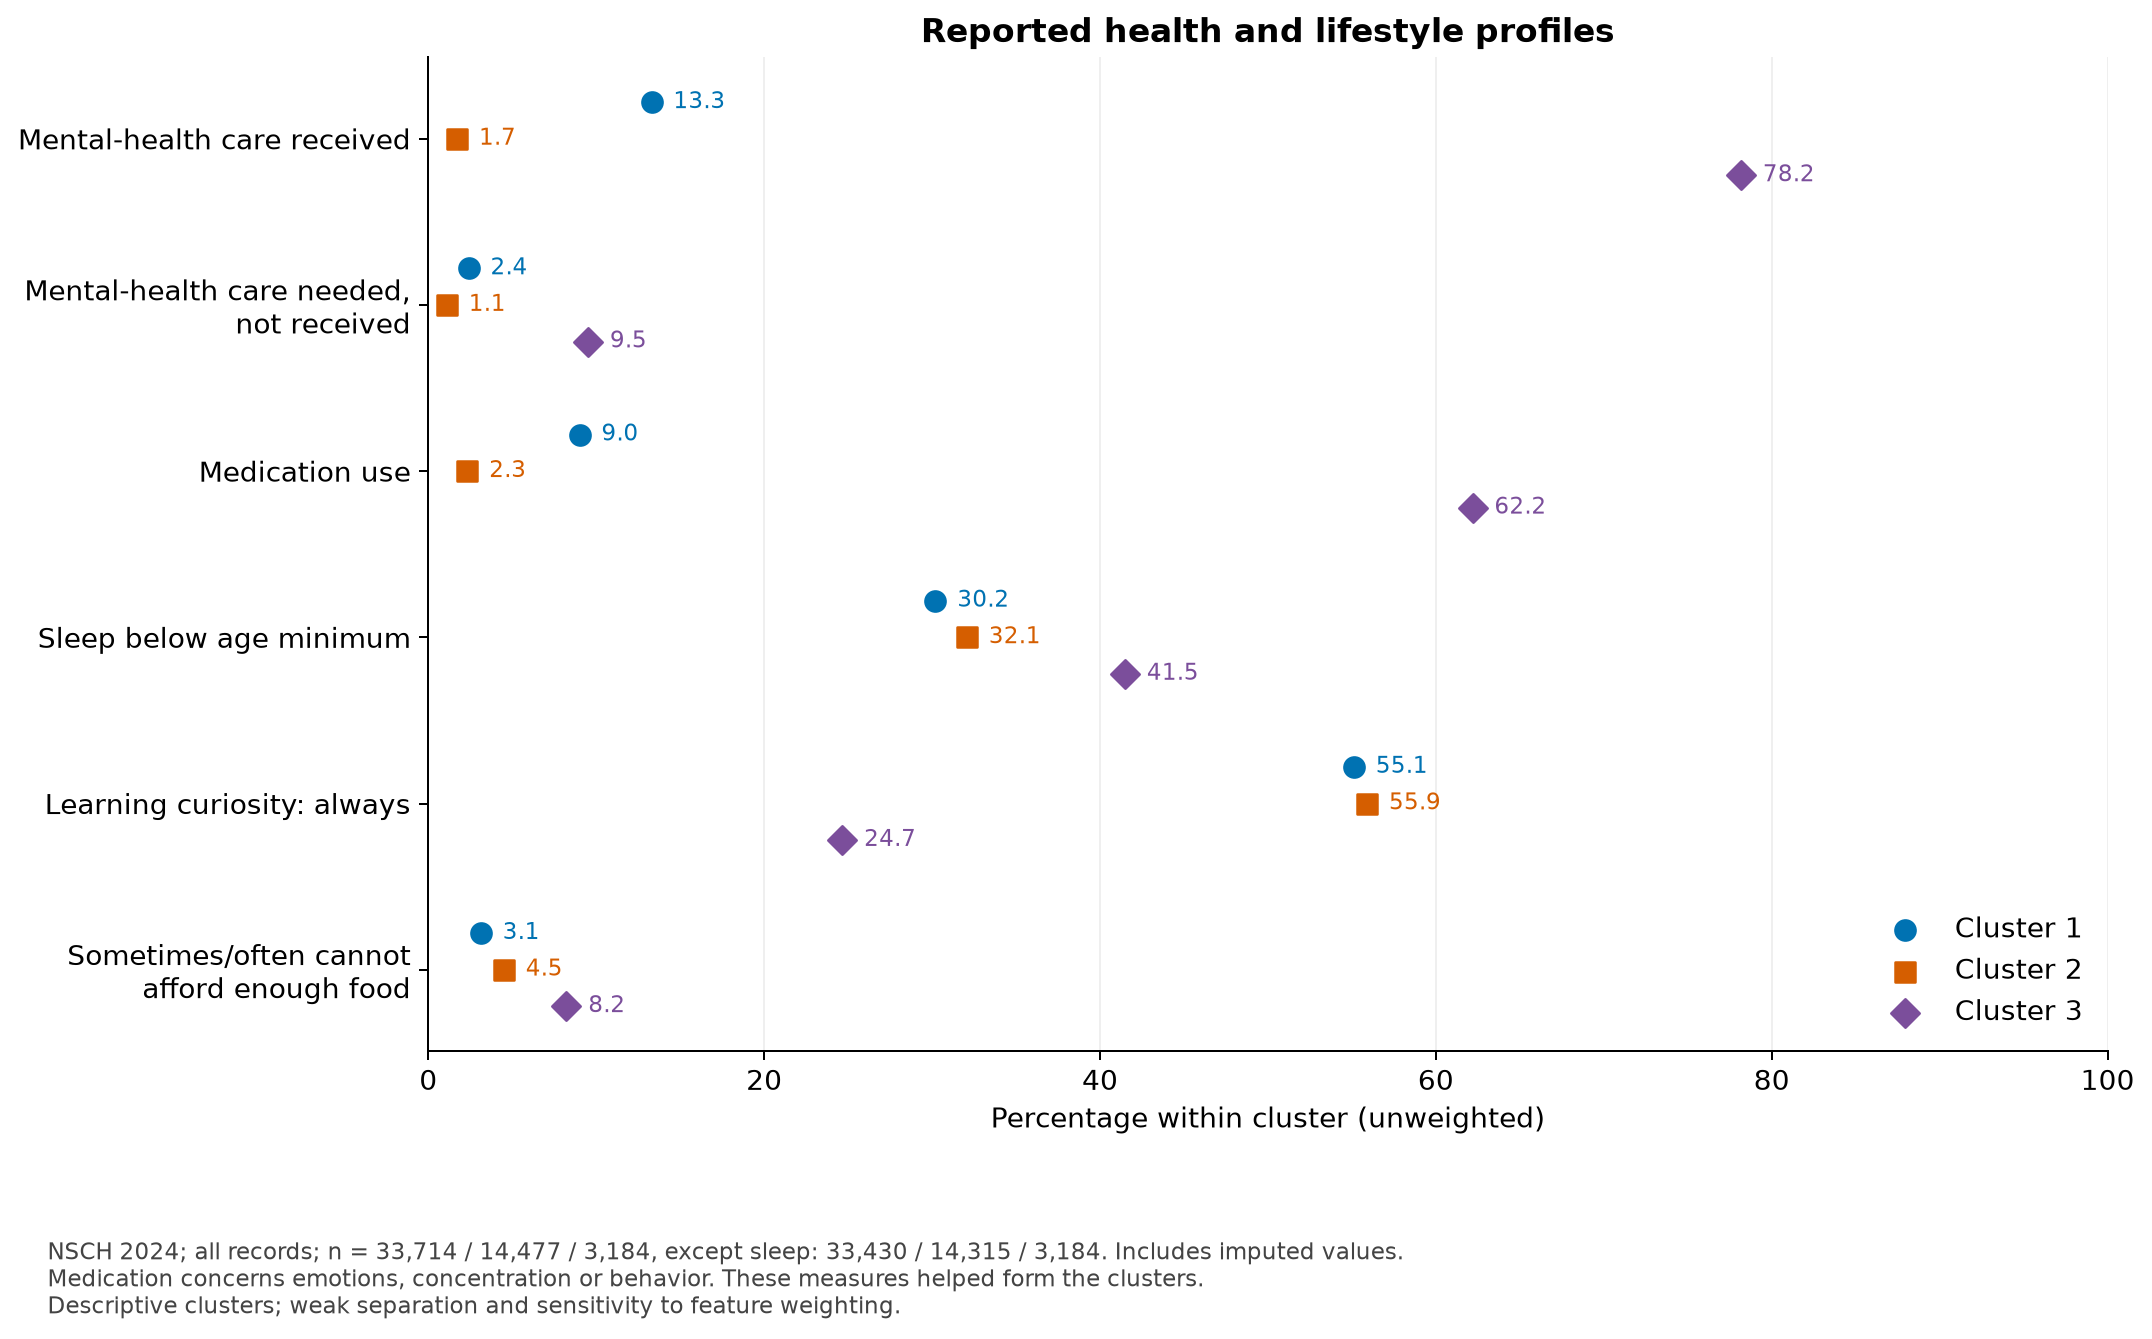 Reported health and lifestyle profiles
13.3
Mental-health care received
1.7
78.2
2.4
Mental-health care needed,
not received
1.1
9.5
9.0
Medication use
2.3
62.2
30.2
Sleep below age minimum
32.1
41.5
55.1
Learning curiosity: always
55.9
24.7
3.1
Sometimes/often cannot
afford enough food
4.5
8.2
Cluster 1
Cluster 2
Cluster 3
0 20 40 60 80 100
Percentage within cluster (unweighted)
NSCH 2024; all records; n = 33,714 / 14,477 / 3,184, except sleep: 33,430 / 14,315 / 3,184. Includes imputed values.
Medication concerns emotions, concentration or behavior. These measures helped form the clusters.
Descriptive clusters; weak separation and sensitivity to feature weighting.